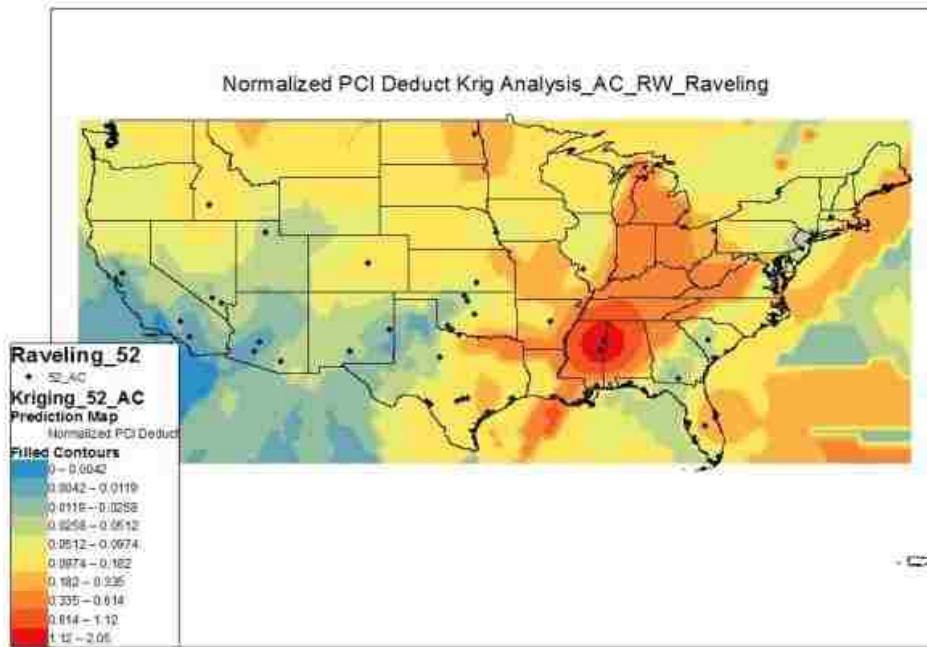 Normalized PCI Deduct Krig Analysis_AC_RW_Raveling
Raveling_52
52_AC
Kriging_52_AC
Prediction Map
Normalized PCI Deduct
Filled Contours
0 – 0.0042
0.0042 – 0.0119
0.0119 – 0.0258
0.0258 – 0.0512
0.0512 – 0.0974
0.0974 – 0.182
0.182 – 0.335
0.335 – 0.614
0.614 – 1.12
1.12 – 2.05